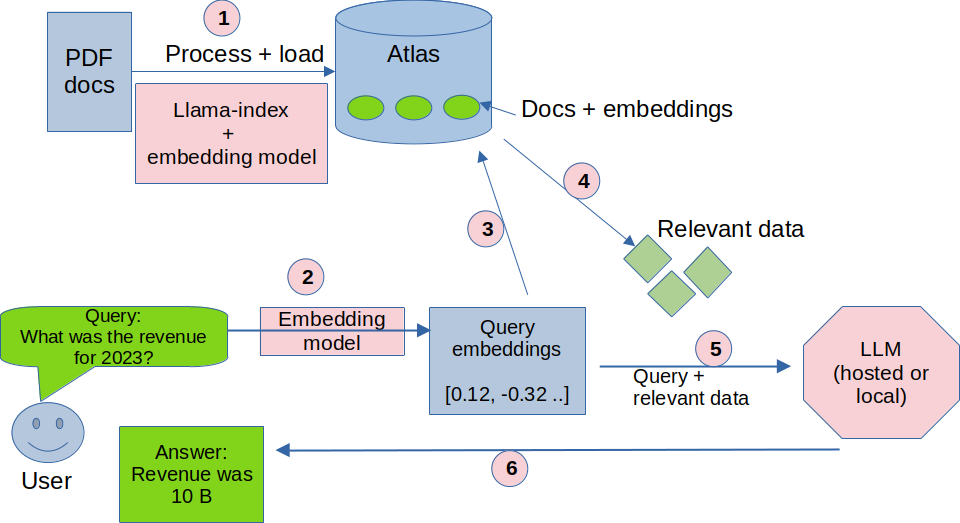 1
PDF
docs
Process + load
Atlas
Llama-index
+
embedding model
Docs + embeddings
4
3
Relevant data
2
Query:
What was the revenue
for 2023?
Embedding
model
Query
embeddings
[0.12, -0.32 ..]
5
Query +
relevant data
LLM
(hosted or
local)
User
Answer:
Revenue was
10 B
6